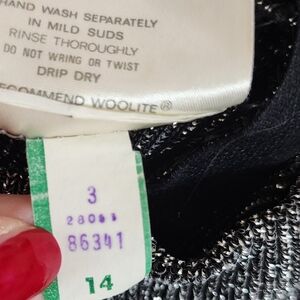 HAND WASH SEPARATELY
IN MILD SUDS
RINSE THOROUGHLY
DO NOT WRING OR TWIST
DRIP DRY
RECOMMEND WOOLITE®
3
86341
14